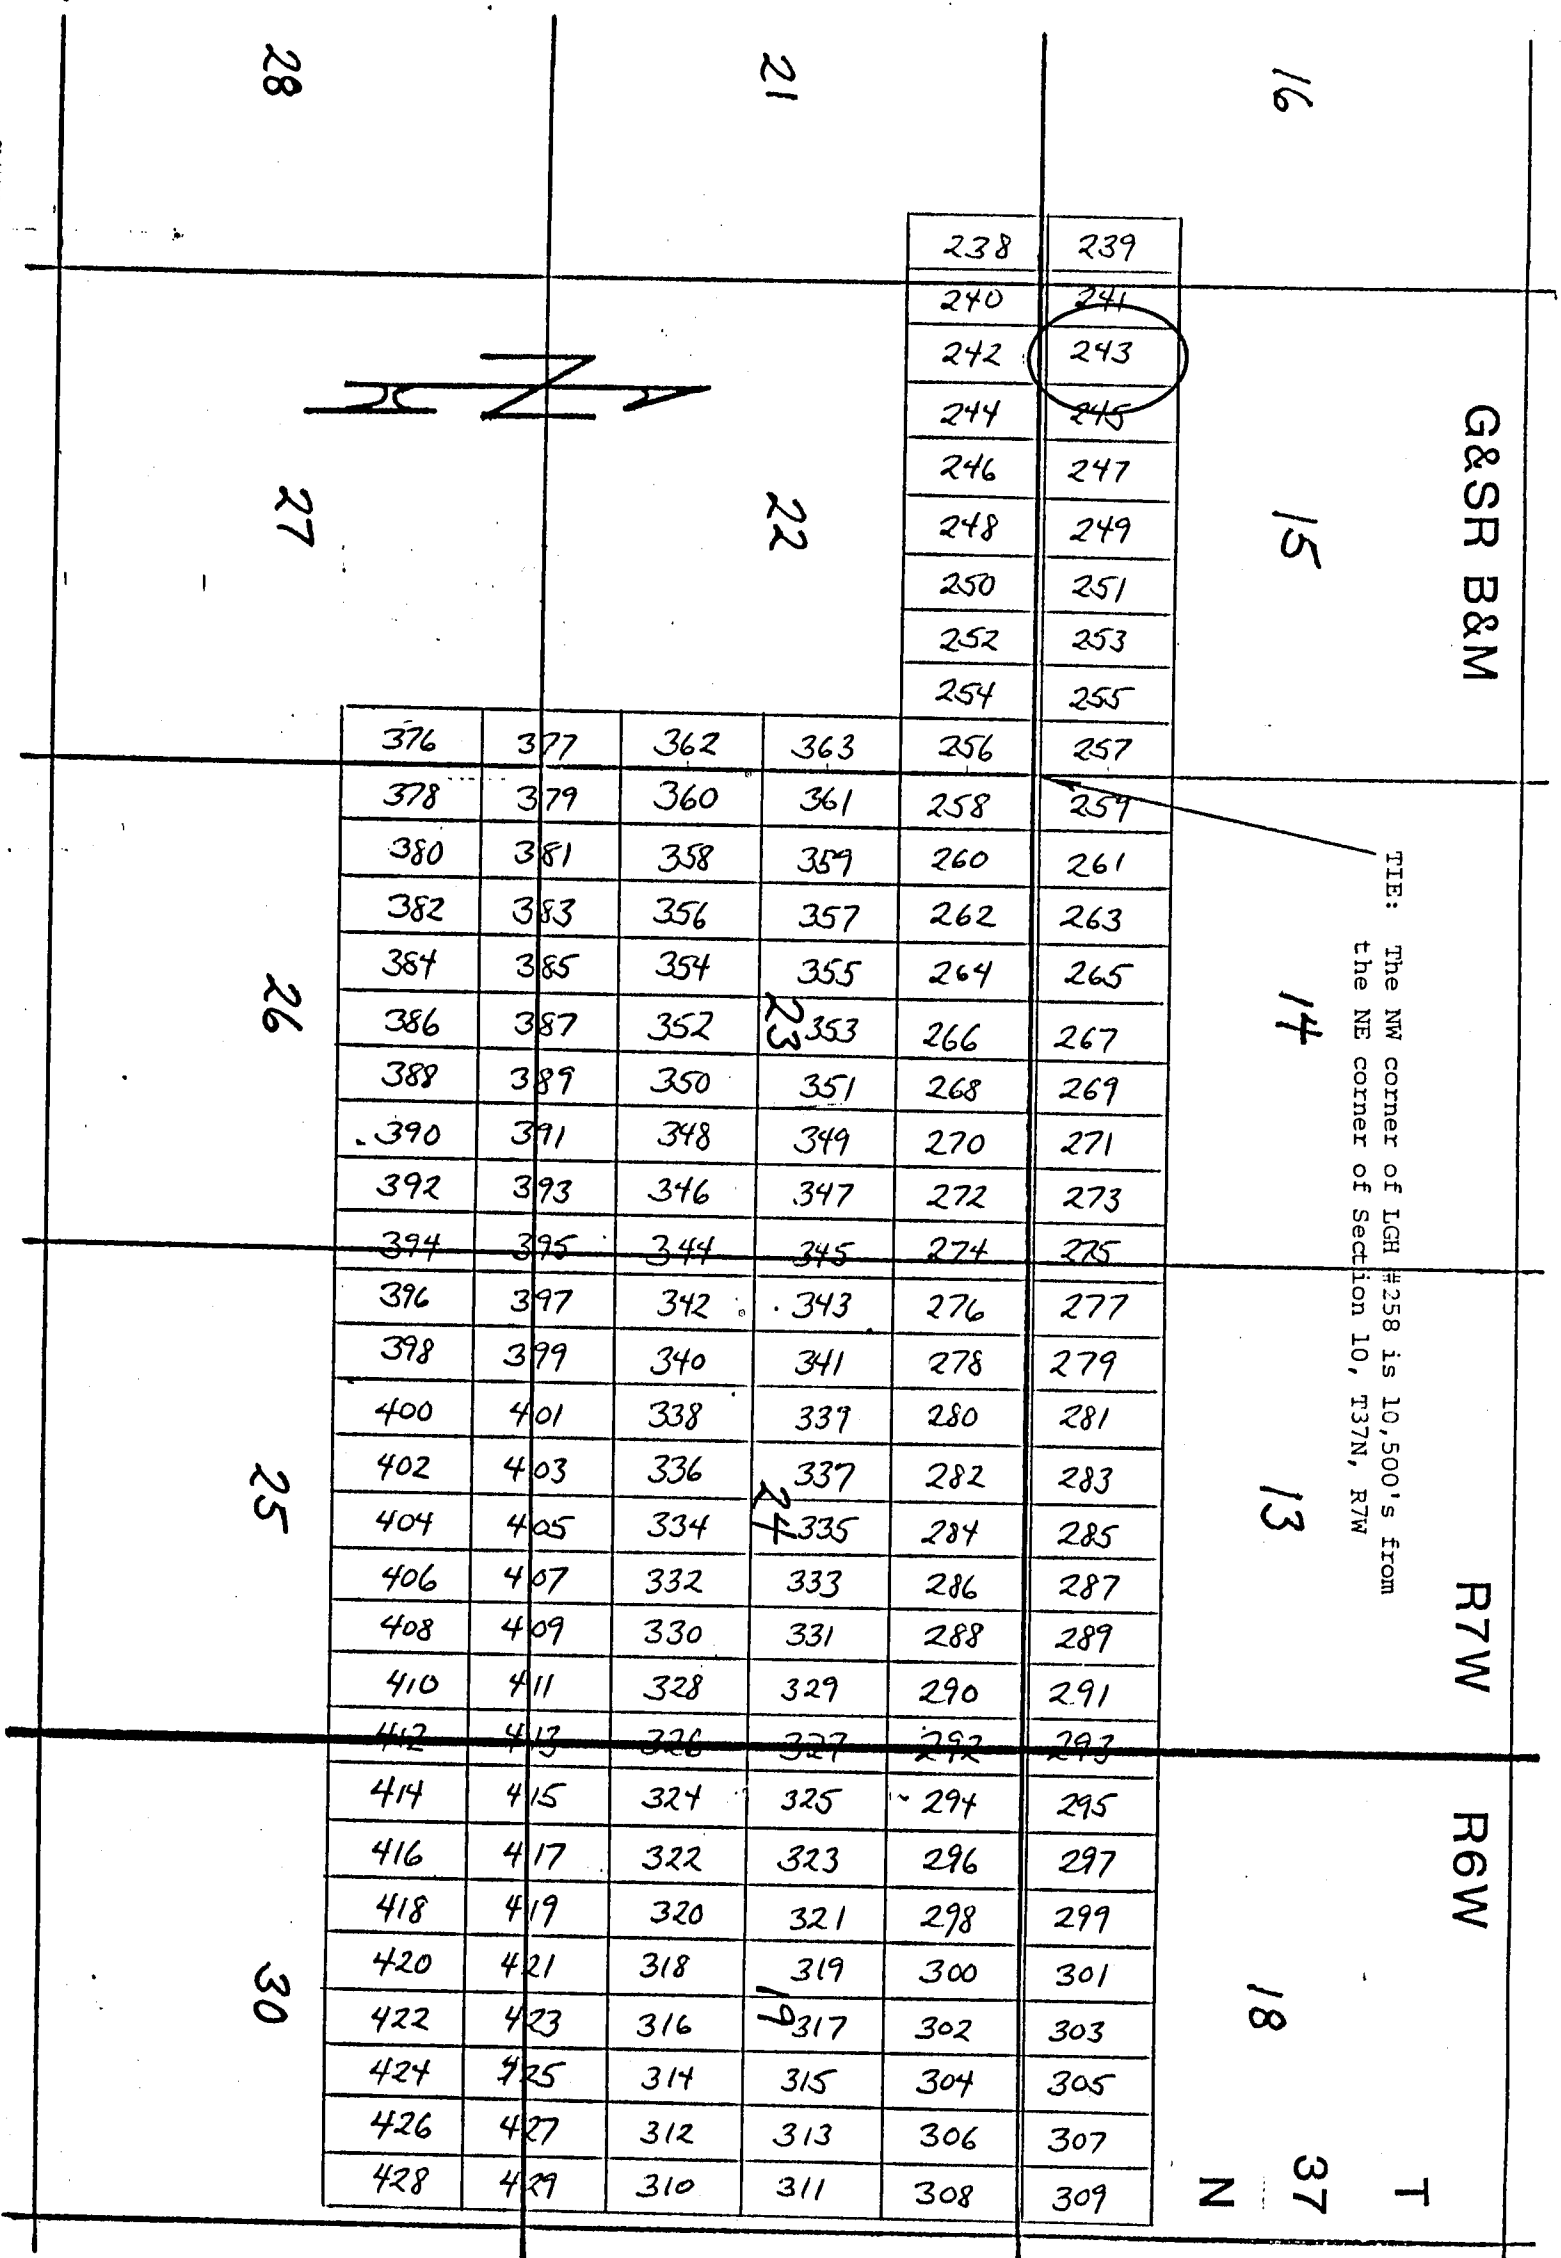 G&SR B&M
R7W
R6W
T
37
N
TIE: The NW corner of LGH #258 is 10,500's from
the NE corner of Section 10, T37N, R7W
16
15
14
13
18
21
22
23
24
19
28
27
26
25
30
N
238 239
240 241
242 243
244 245
246 247
248 249
250 251
252 253
254 255
376 377 362 363 256 257
378 379 360 361 258 259
380 381 358 359 260 261
382 383 356 357 262 263
384 385 354 355 264 265
386 387 352 353 266 267
388 389 350 351 268 269
390 391 348 349 270 271
392 393 346 347 272 273
394 395 344 345 274 275
396 397 342 343 276 277
398 399 340 341 278 279
400 401 338 339 280 281
402 403 336 337 282 283
404 405 334 335 284 285
406 407 332 333 286 287
408 409 330 331 288 289
410 411 328 329 290 291
412 413 326 327 292 293
414 415 324 325 294 295
416 417 322 323 296 297
418 419 320 321 298 299
420 421 318 319 300 301
422 423 316 317 302 303
424 425 314 315 304 305
426 427 312 313 306 307
428 429 310 311 308 309